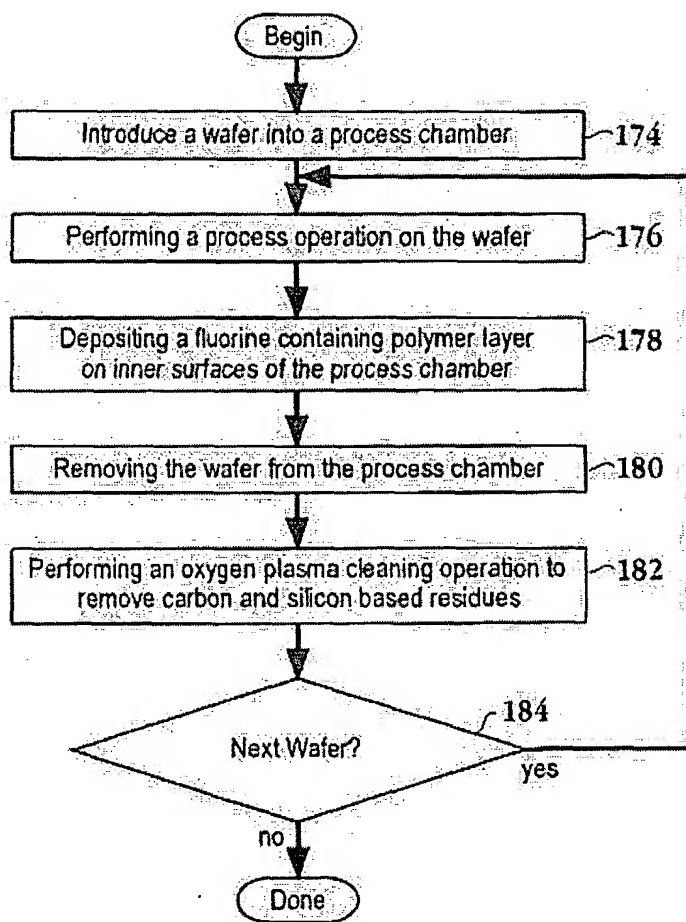 Begin
Introduce a wafer into a process chamber
174
Performing a process operation on the wafer
176
Depositing a fluorine containing polymer layer
on inner surfaces of the process chamber
178
Removing the wafer from the process chamber
180
Performing an oxygen plasma cleaning operation to
remove carbon and silicon based residues
182
184
Next Wafer?
yes
no
Done